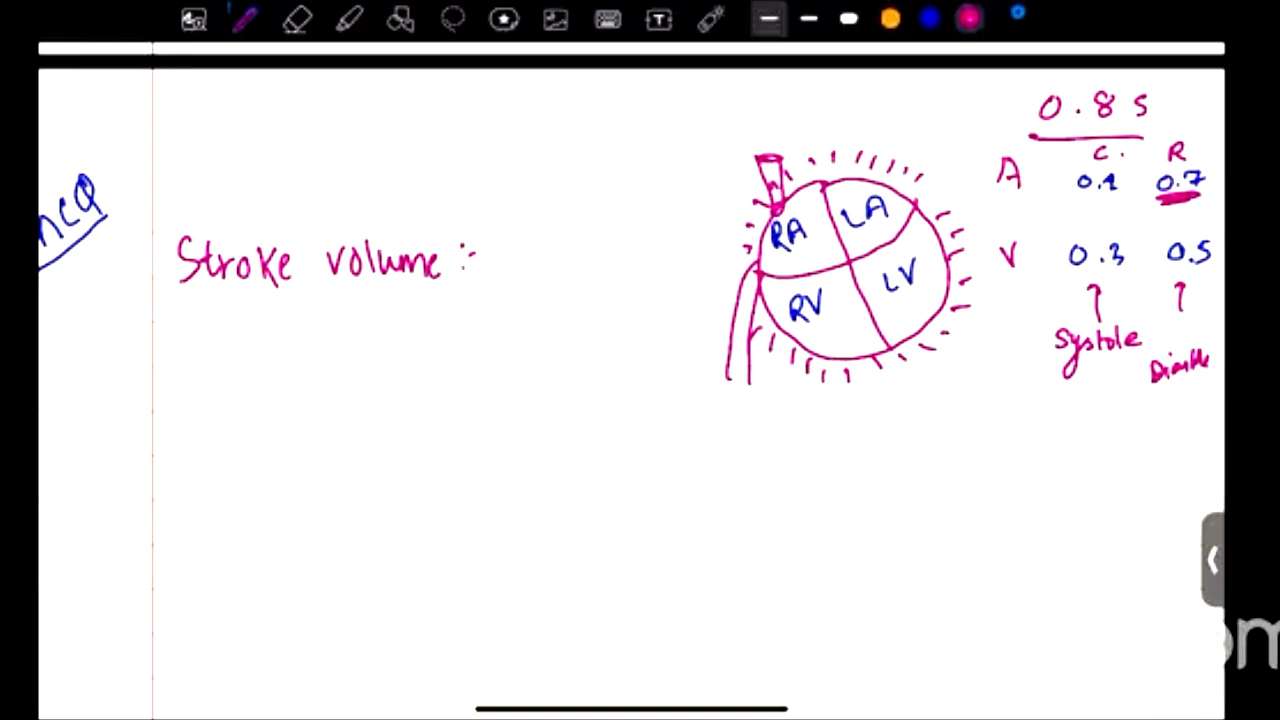 0.8 s
C. R
A 0.1 0.7
MCQ
RA LA
Stroke volume :-
V 0.3 0.5
RV LV
Systole